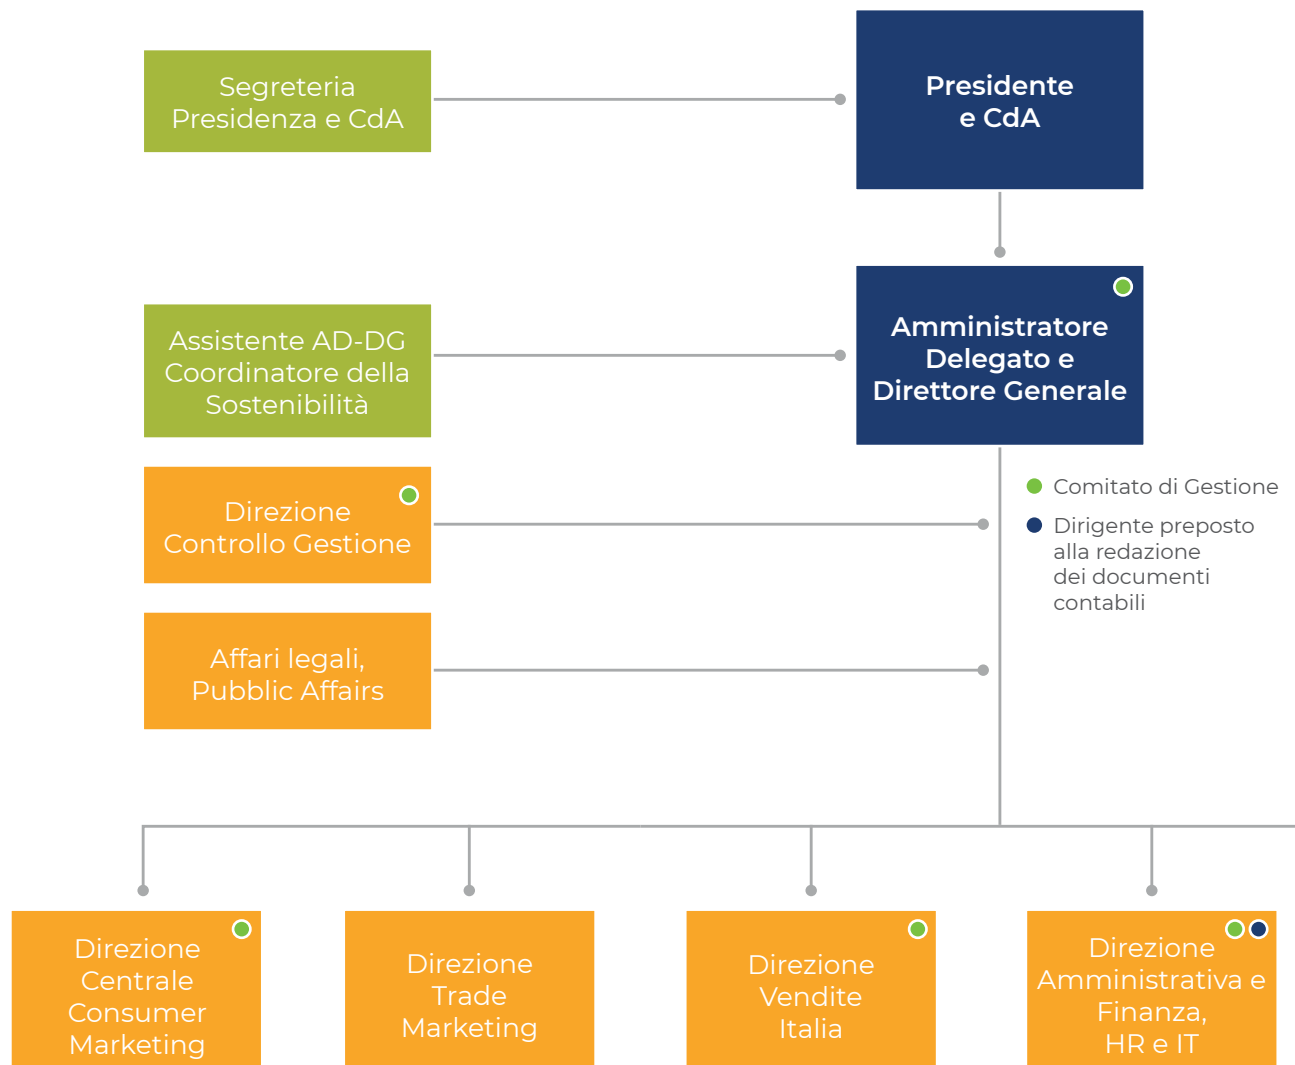 Segreteria
Presidenza e CdA
Presidente
e CdA
Assistente AD-DG
Coordinatore della
Sostenibilità
Amministratore
Delegato e
Direttore Generale
Direzione
Controllo Gestione
Comitato di Gestione
Dirigente preposto
alla redazione
dei documenti
contabili
Affari legali,
Pubblic Affairs
Direzione
Centrale
Consumer
Marketing
Direzione
Trade
Marketing
Direzione
Vendite
Italia
Direzione
Amministrativa e
Finanza,
HR e IT